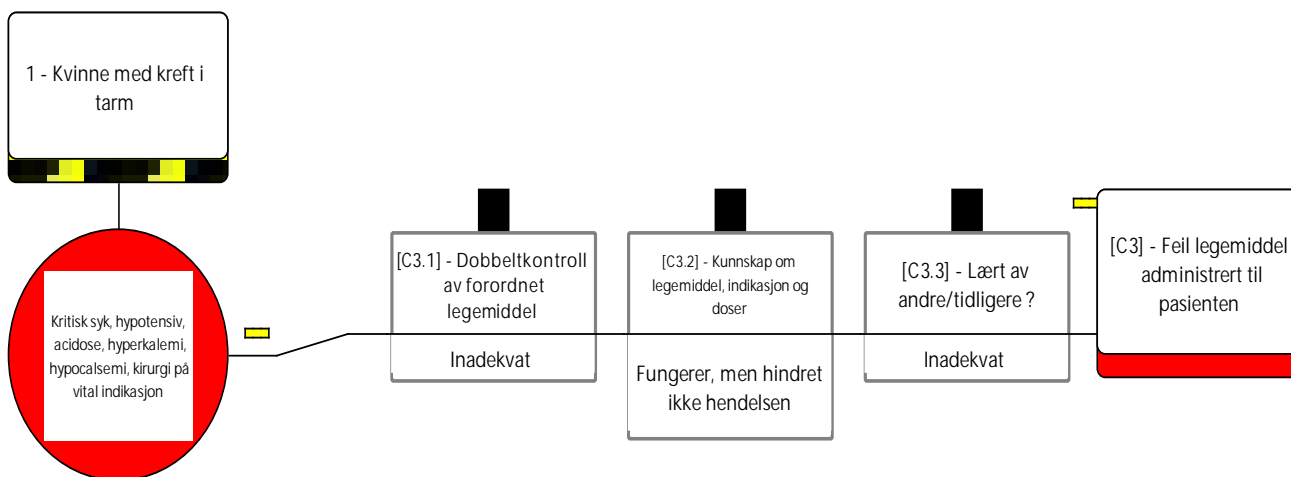 1 - Kvinne med kreft i
tarm
Kritisk syk, hypotensiv,
acidose, hyperkalemi,
hypocalsemi, kirurgi på
vital indikasjon
[C3.1] - Dobbeltkontroll
av forordnet
legemiddel
Inadekvat
[C3.2] - Kunnskap om
legemiddel, indikasjon og
doser
Fungerer, men hindret
ikke hendelsen
[C3.3] - Lært av
andre/tidligere ?
Inadekvat
[C3] - Feil legemiddel
administrert til
pasienten